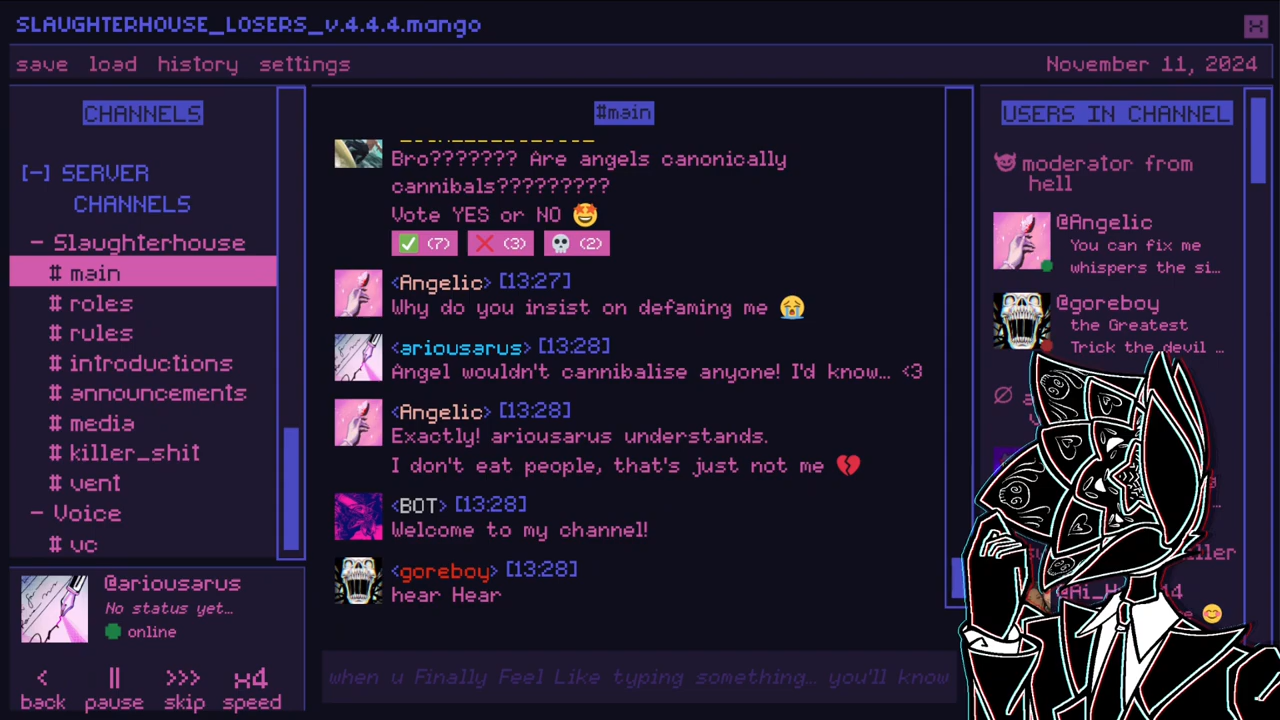 SLAUGHTERHOUSE_LOSERS_v.4.4.4.mango
x
save load history settings
November 11, 2024
CHANNELS
[-] SERVER
CHANNELS
- Slaughterhouse
# main
# roles
# rules
# introductions
# announcements
# media
# killer_shit
# vent
- Voice
# vc
@ariousarus
No status yet...
online
< || >>> x4
back pause skip speed
#main
Bro??????? Are angels canonically
cannibals?????????
Vote YES or NO 🤩
✅ (7) ❌ (3) 💀 (2)
<Angelic> [13:27]
Why do you insist on defaming me 😭
<ariousarus> [13:28]
Angel wouldn't cannibalise anyone! I'd know... <3
<Angelic> [13:28]
Exactly! ariousarus understands.
I don't eat people, that's just not me 💔
<BOT> [13:28]
Welcome to my channel!
<goreboy> [13:28]
hear Hear
when u Finally Feel Like typing something... you'll know
USERS IN CHANNEL
😈 moderator from
hell
@Angelic
You can fix me
whispers the si...
@goreboy
the Greatest
Trick the devil ...